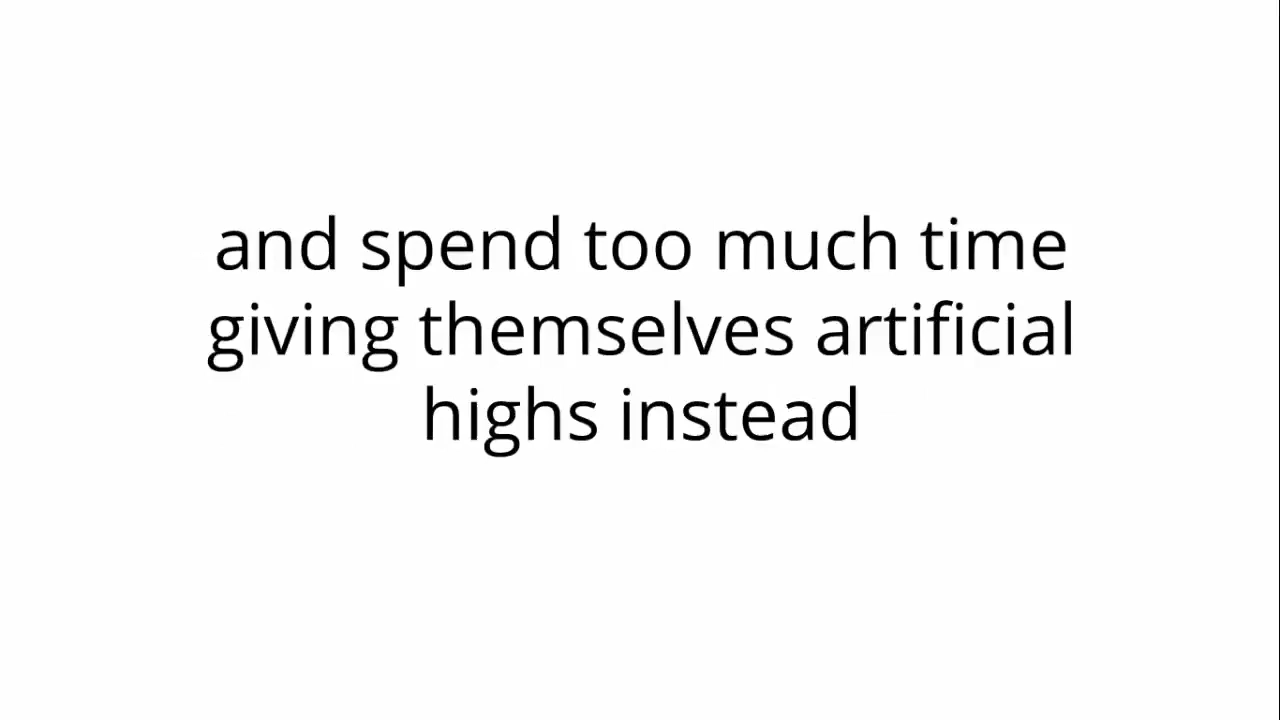 and spend too much time
giving themselves artificial
highs instead